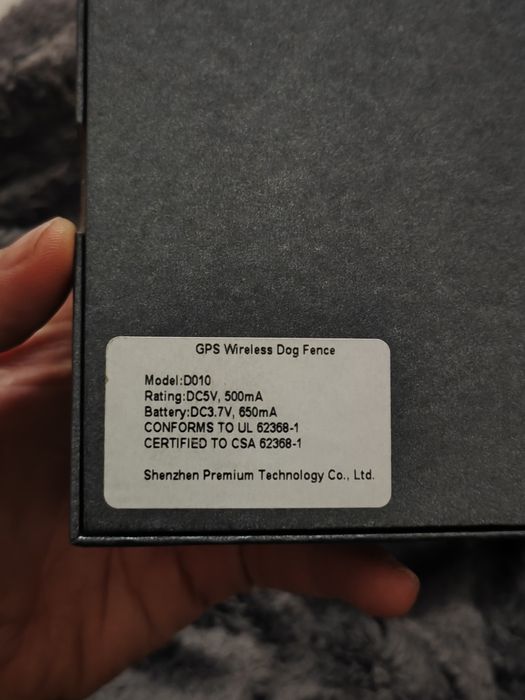 GPS Wireless Dog Fence
Model:D010
Rating:DC5V, 500mA
Battery:DC3.7V, 650mA
CONFORMS TO UL 62368-1
CERTIFIED TO CSA 62368-1
Shenzhen Premium Technology Co., Ltd.